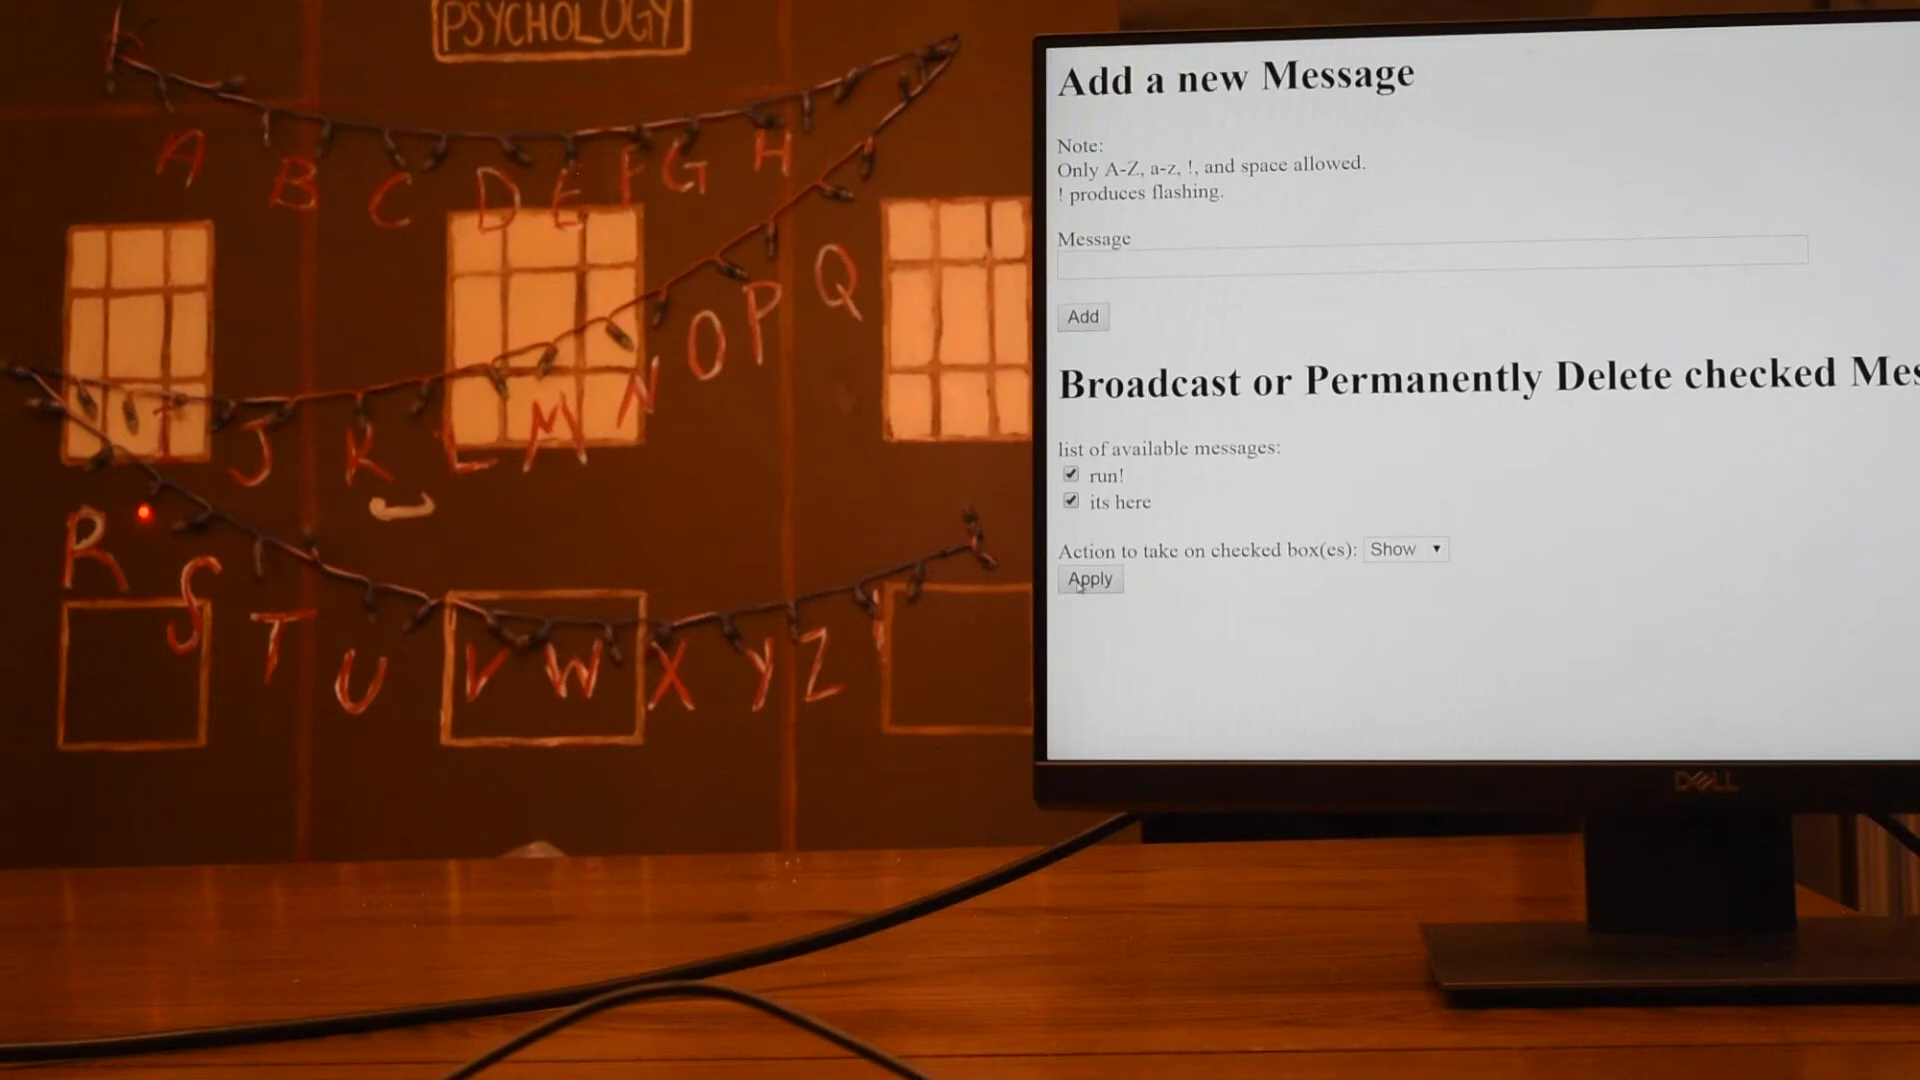 PSYCHOLOGY
A B C D E F G H
I J K L M N O P Q
R S T U V W X Y Z
Add a new Message
Note:
Only A-Z, a-z, !, and space allowed.
! produces flashing.
Message
Add
Broadcast or Permanently Delete checked Mes
list of available messages:
run!
its here
Action to take on checked box(es): Show
Apply
DELL